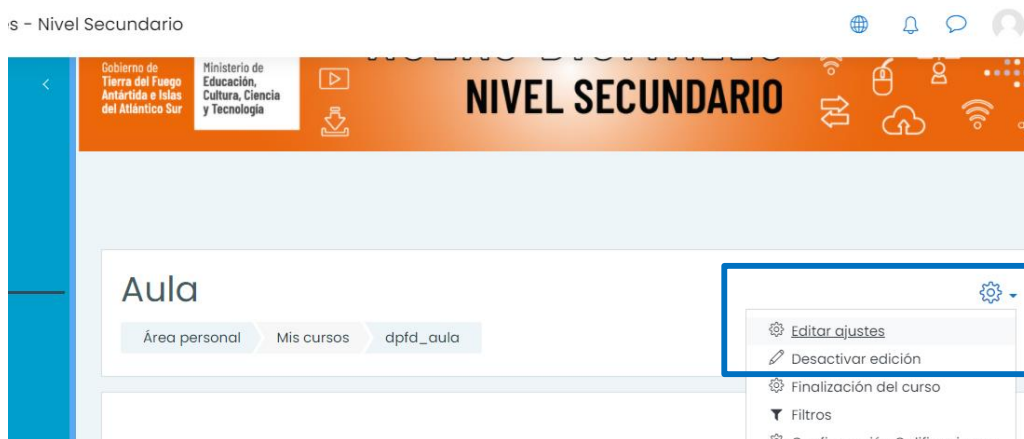 s - Nivel Secundario
Gobierno de
Tierra del Fuego
Antártida e Islas
del Atlántico Sur
Ministerio de
Educación,
Cultura, Ciencia
y Tecnología
NIVEL SECUNDARIO
Aula
Área personal
Mis cursos
dpfd_aula
Editar ajustes
Desactivar edición
Finalización del curso
Filtros